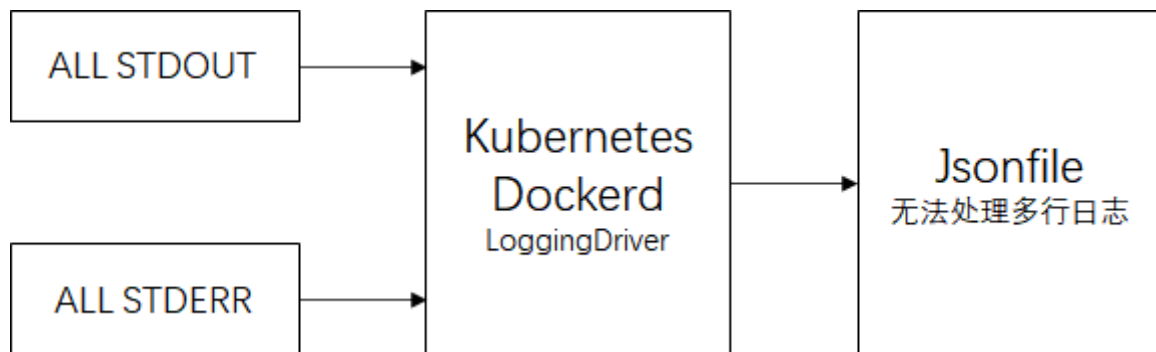 ALL STDOUT
Kubernetes
Dockerd
LoggingDriver
Jsonfile
无法处理多行日志
ALL STDERR